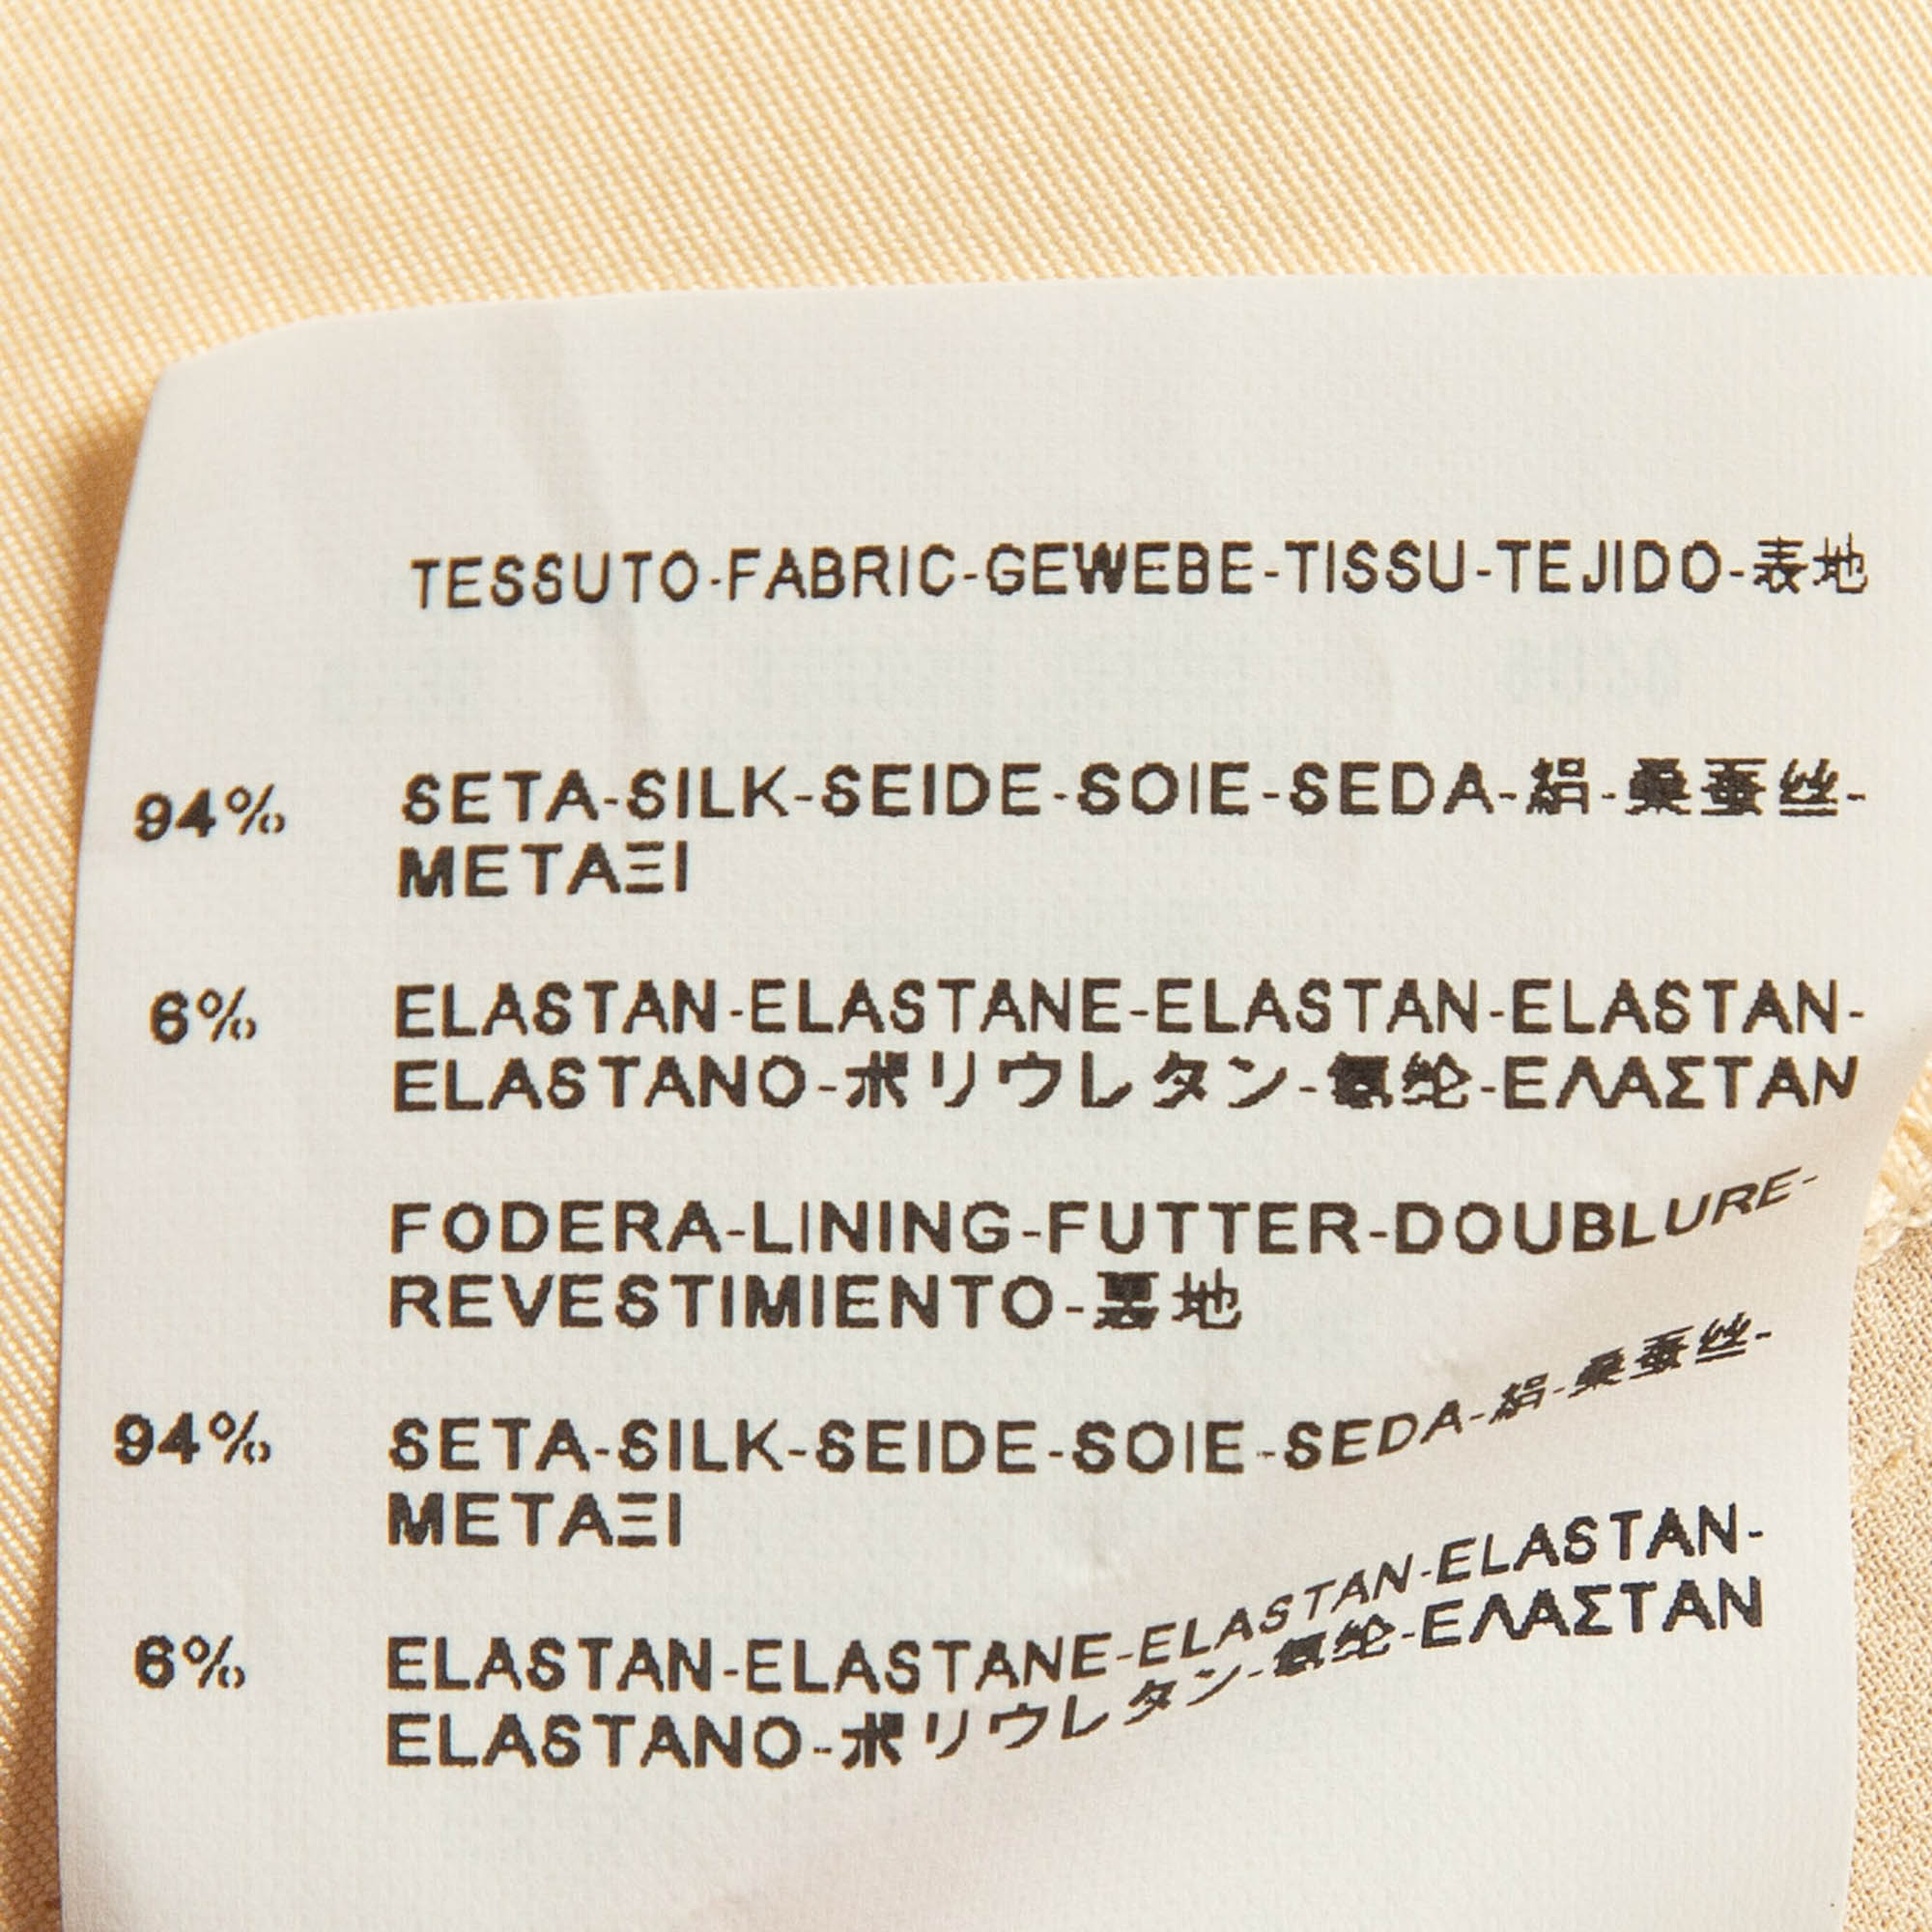 TESSUTO-FABRIC-GEWEBE-TISSU-TEJIDO-表地
94% SETA-SILK-SEIDE-SOIE-SEDA-絹-桑蚕丝-
ΜΕΤΑΞΙ
6% ELASTAN-ELASTANE-ELASTAN-ELASTAN-
ELASTANO-ポリウレタン-氨纶-ΕΛΑΣΤΑΝ
FODERA-LINING-FUTTER-DOUBLURE-
REVESTIMIENTO-裏地
94% SETA-SILK-SEIDE-SOIE-SEDA-絹-桑蚕丝-
ΜΕΤΑΞΙ
6% ELASTAN-ELASTANE-ELASTAN-ELASTAN-
ELASTANO-ポリウレタン-氨纶-ΕΛΑΣΤΑΝ